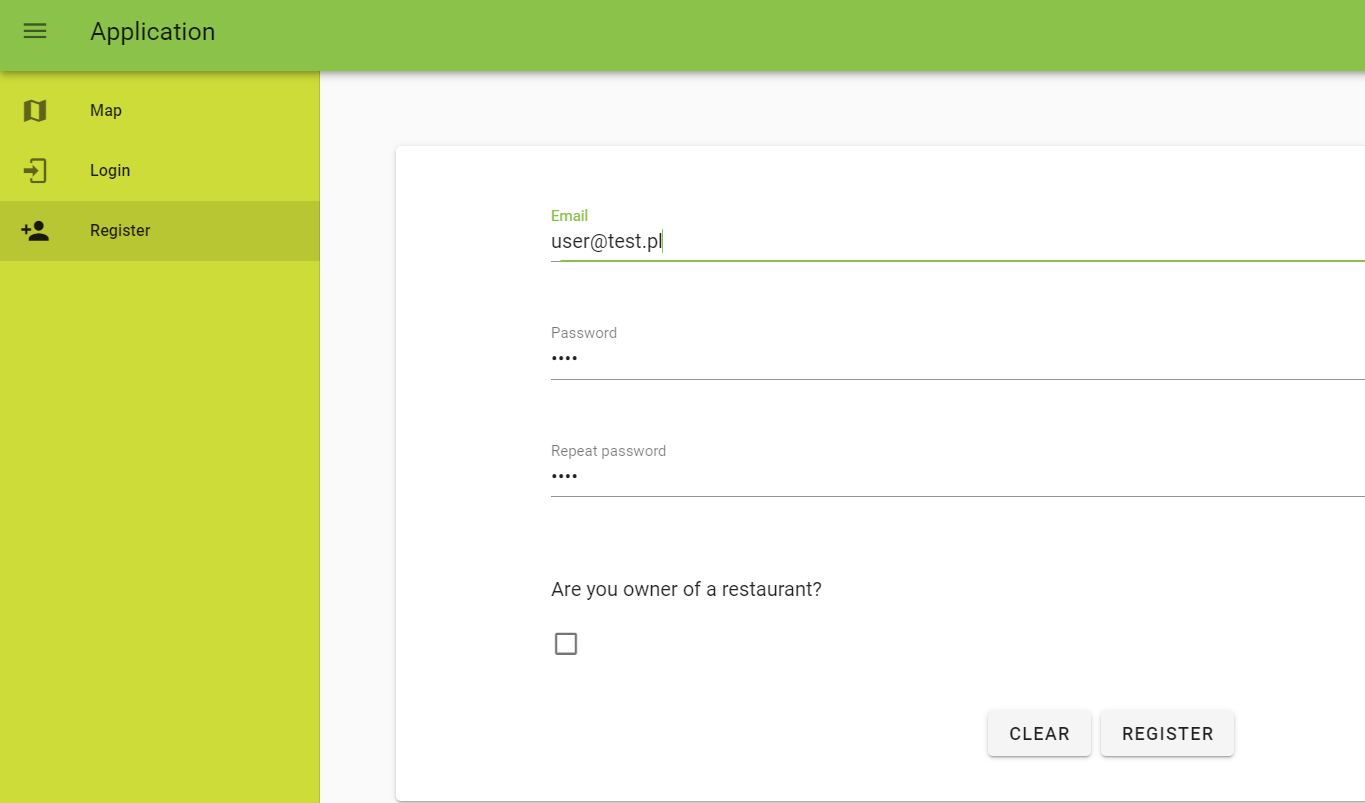 Application
Map
Login
Register
Email
user@test.pl
Password
••••
Repeat password
••••
Are you owner of a restaurant?
CLEAR
REGISTER